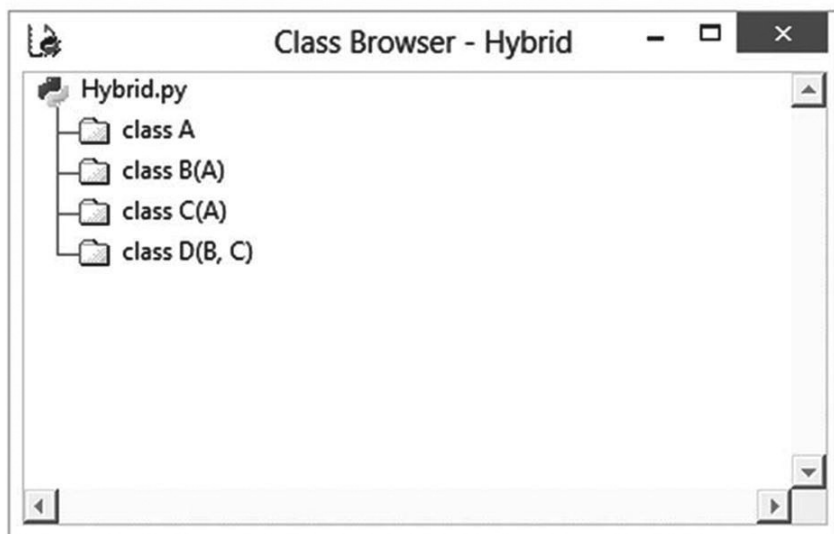 Class Browser - Hybrid
Hybrid.py
class A
class B(A)
class C(A)
class D(B, C)